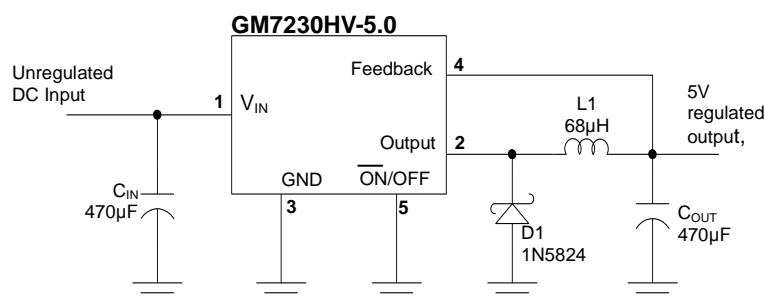 GM7230HV-5.0
Unregulated
DC Input
Feedback
4
1
VIN
Output
2
L1
68µH
5V
regulated
output,
GND
ON/OFF
3
5
CIN
470µF
D1
1N5824
COUT
470µF